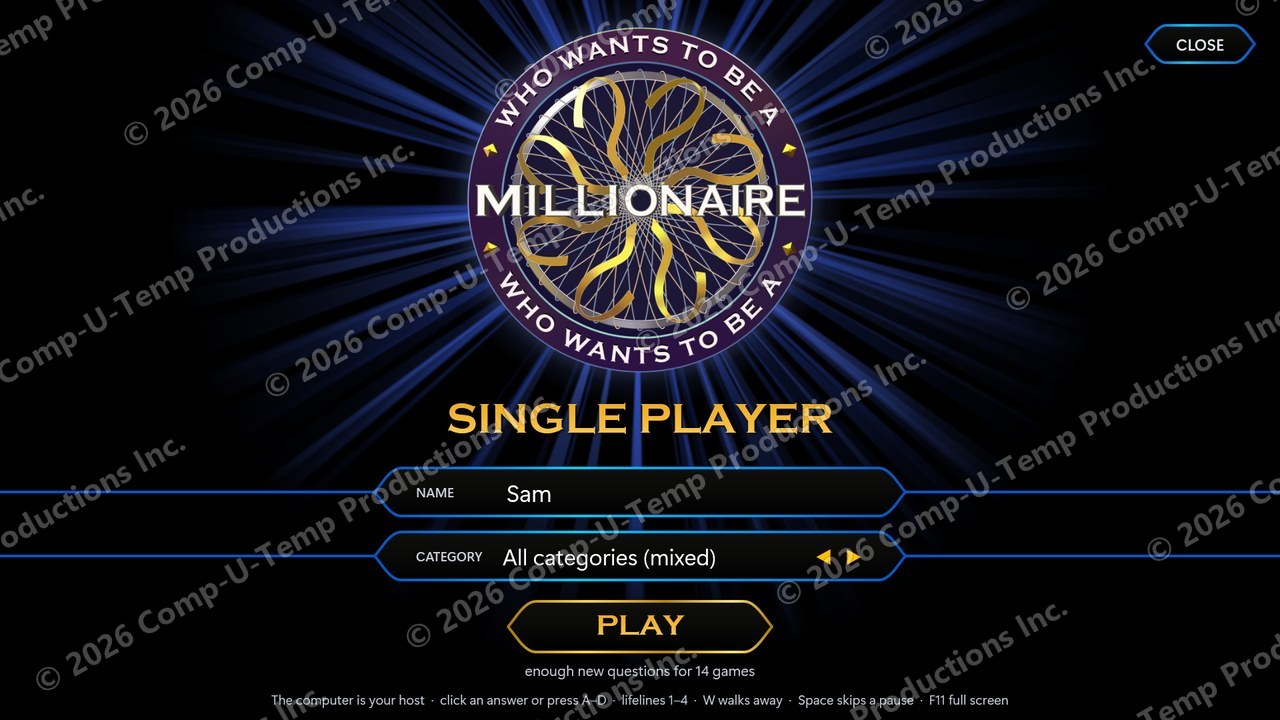 CLOSE
WHO WANTS TO BE A
MILLIONAIRE
WHO WANTS TO BE A
SINGLE PLAYER
NAME Sam
CATEGORY All categories (mixed)
PLAY
enough new questions for 14 games
The computer is your host · click an answer or press A–D · lifelines 1–4 · W walks away · Space skips a pause · F11 full screen
© 2026 Comp-U-Temp Productions Inc.